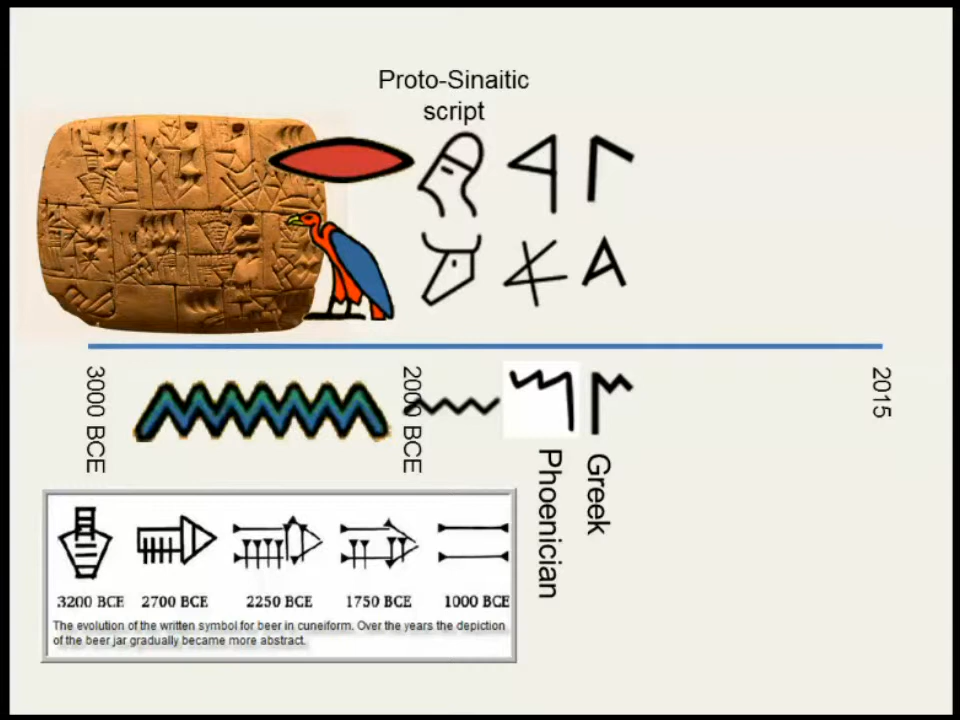 Proto-Sinaitic
script
3000 BCE
2000 BCE
2015
Phoenician
Greek
3200 BCE 2700 BCE 2250 BCE 1750 BCE 1000 BCE
The evolution of the written symbol for beer in cuneiform. Over the years the depiction
of the beer jar gradually became more abstract.